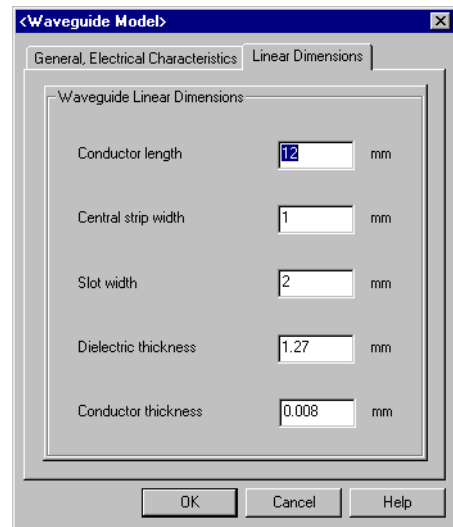 <Waveguide Model>
General, Electrical Characteristics
Linear Dimensions
Waveguide Linear Dimensions
Conductor length 12 mm
Central strip width 1 mm
Slot width 2 mm
Dielectric thickness 1.27 mm
Conductor thickness 0.008 mm
OK Cancel Help